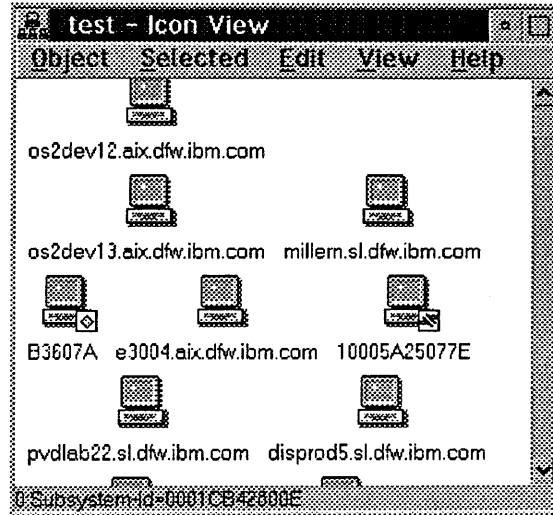 test - Icon View
Object Selected Edit View Help
os2dev12.aix.dfw.ibm.com
os2dev13.aix.dfw.ibm.com millern.sl.dfw.ibm.com
B3607A e3004.aix.dfw.ibm.com 10005A25077E
pvdlab22.sl.dfw.ibm.com disprod5.sl.dfw.ibm.com
0:Subsystem-Id=0001CB42800E